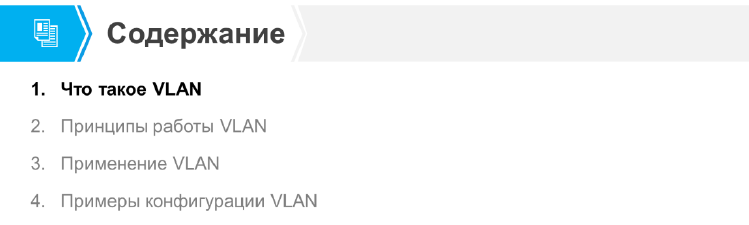 Содержание
1. Что такое VLAN
2. Принципы работы VLAN
3. Применение VLAN
4. Примеры конфигурации VLAN